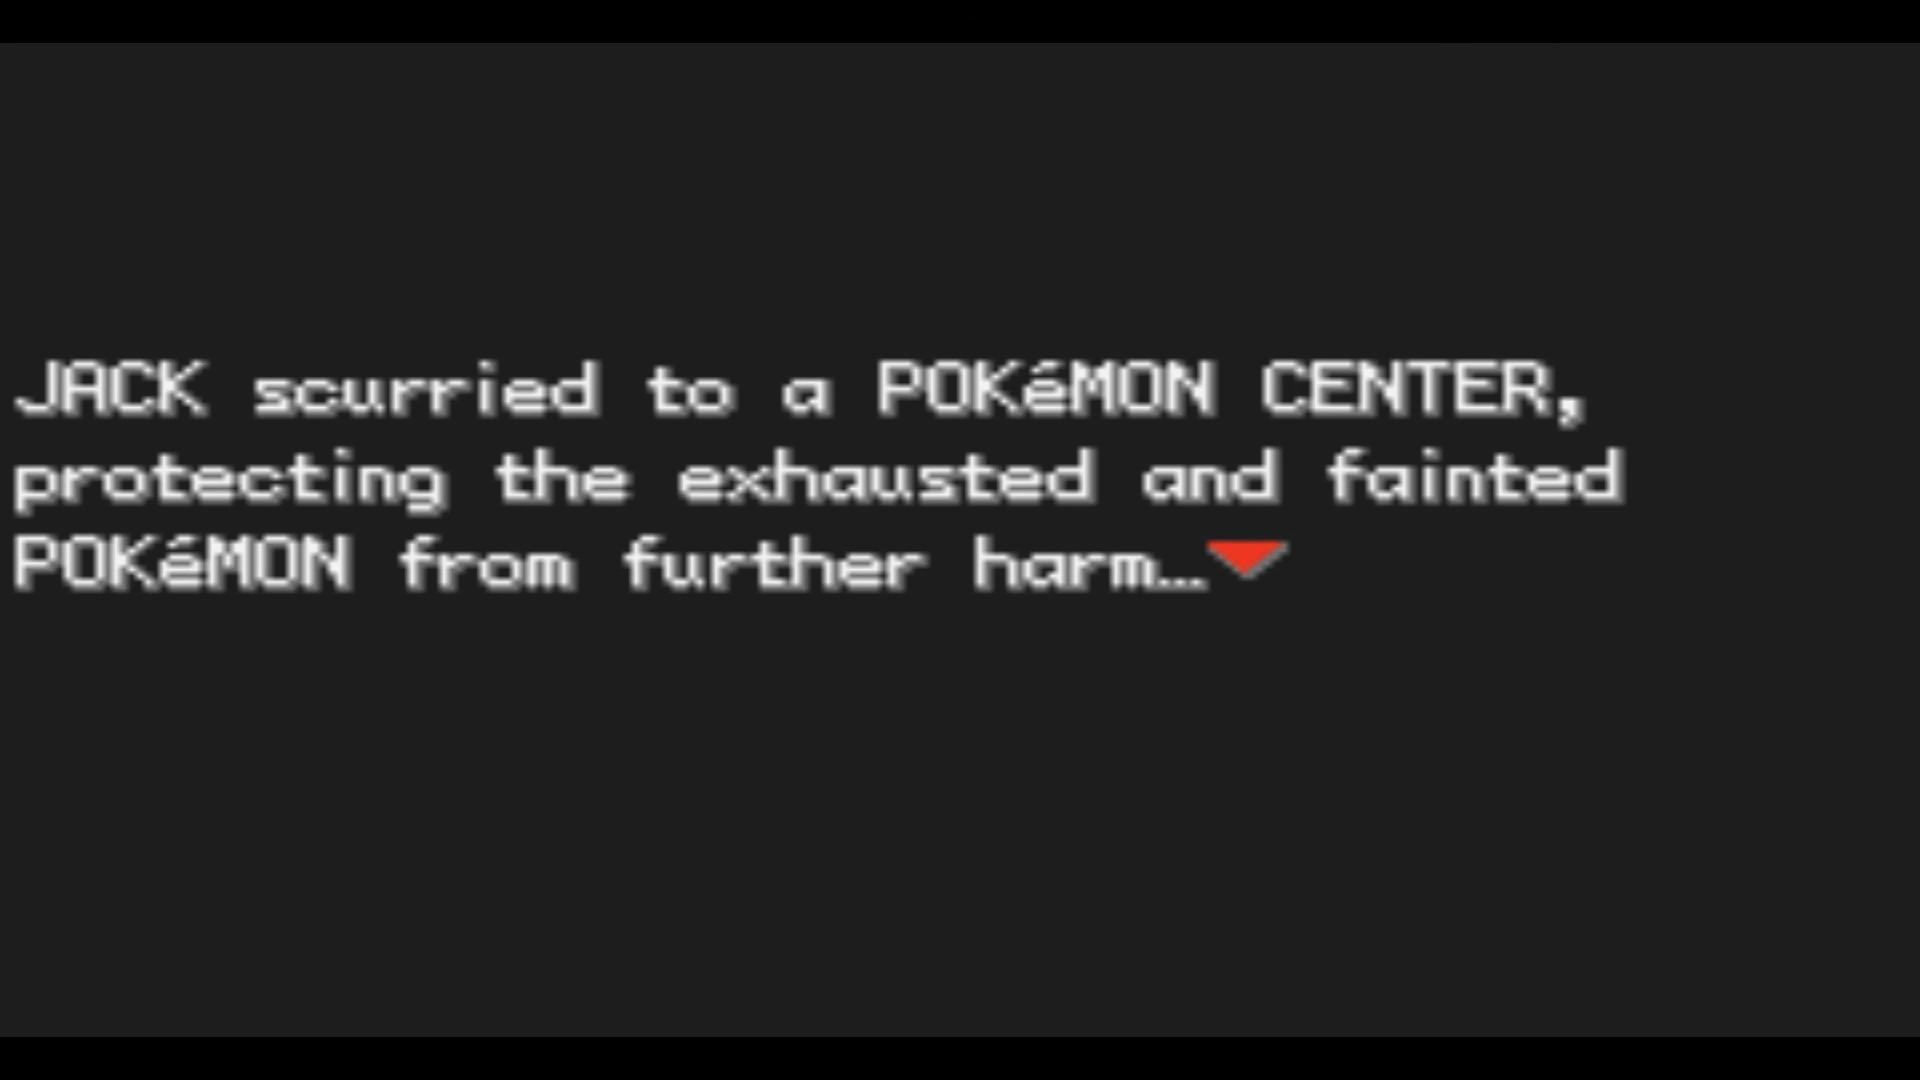 JACK scurried to a POKéMON CENTER,
protecting the exhausted and fainted
POKéMON from further harm…